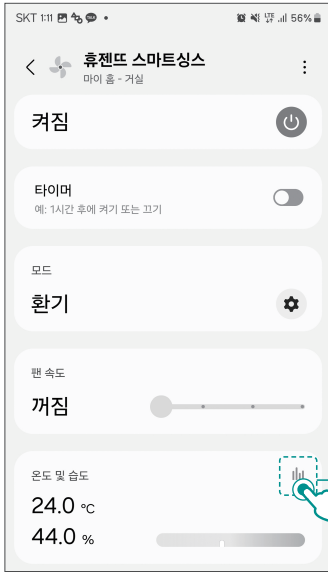 SKT 1:11
56%
휴젠뜨 스마트싱스
마이 홈 - 거실
켜짐
타이머
예: 1시간 후에 켜기 또는 끄기
모드
환기
팬 속도
꺼짐
온도 및 습도
24.0 °C
44.0 %